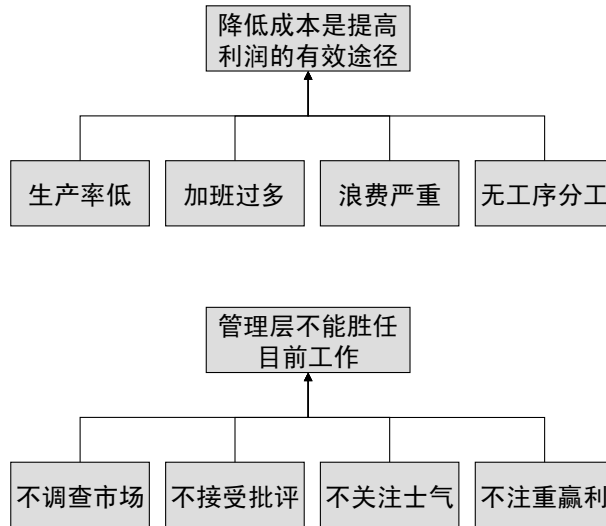 降低成本是提高
利润的有效途径
生产率低
加班过多
浪费严重
无工序分工
管理层不能胜任
目前工作
不调查市场
不接受批评
不关注士气
不注重赢利